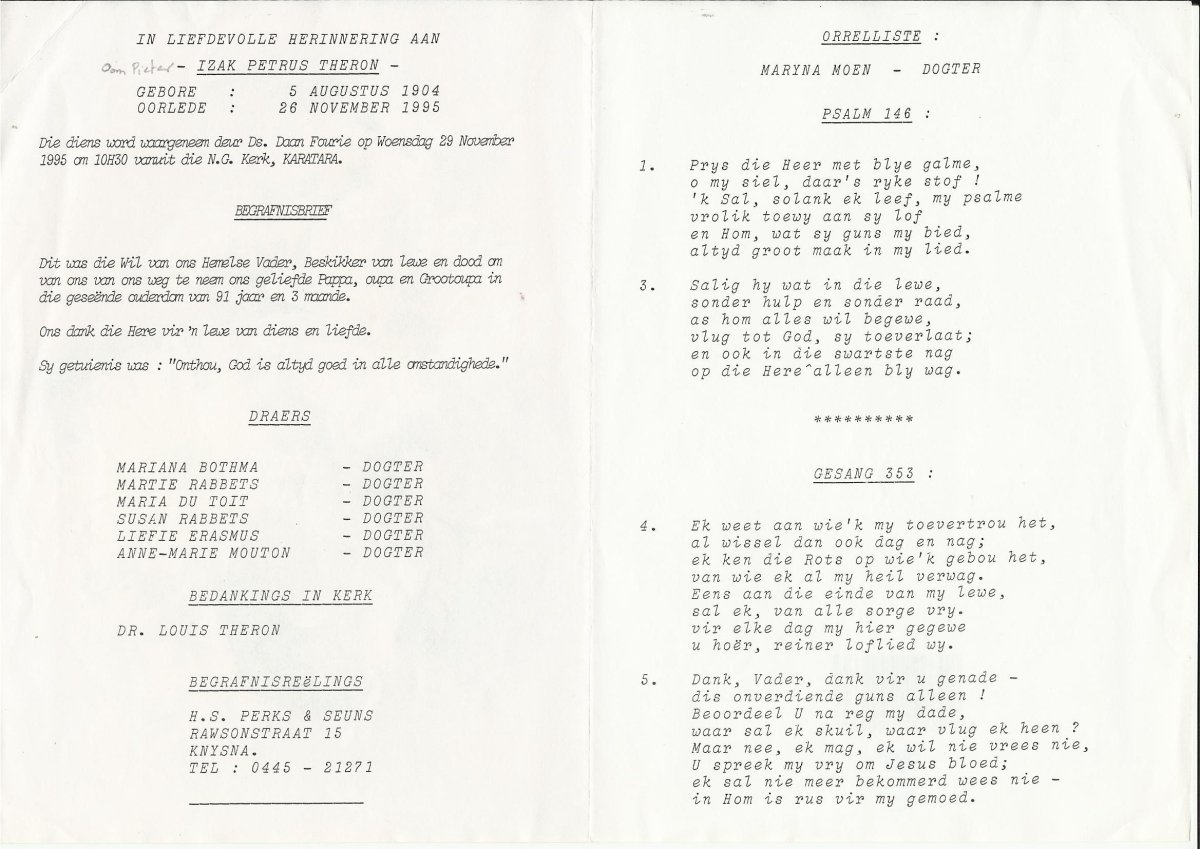 IN LIEFDEVOLLE HERINNERING AAN
Oom Pieter - IZAK PETRUS THERON -
GEBORE : 5 AUGUSTUS 1904
OORLEDE : 26 NOVEMBER 1995
Die diens word waargeneem deur Ds. Daan Fourie op Woensdag 29 November
1995 om 10H30 vanuit die N.G. Kerk, KARATARA.
BEGRAFNISBRIEF
Dit was die Wil van ons Hemelse Vader, Beskikker van lewe en dood om
van ons van ons weg te neem ons geliefde Pappa, oupa en Grootoupa in
die geseënde ouderdom van 91 jaar en 3 maande.
Ons dank die Here vir 'n lewe van diens en liefde.
Sy getuienis was : "Onthou, God is altyd goed in alle omstandighede."
DRAERS
MARIANA BOTHMA - DOGTER
MARTIE RABBETS - DOGTER
MARIA DU TOIT - DOGTER
SUSAN RABBETS - DOGTER
LIEFIE ERASMUS - DOGTER
ANNE-MARIE MOUTON - DOGTER
BEDANKINGS IN KERK
DR. LOUIS THERON
BEGRAFNISREëLINGS
H.S. PERKS & SEUNS
RAWSONSTRAAT 15
KNYSNA.
TEL : 0445 - 21271
ORRELLISTE :
MARYNA MOEN - DOGTER
PSALM 146 :
1. Prys die Heer met blye galme,
o my siel, daar's ryke stof !
'k Sal, solank ek leef, my psalme
vrolik toewy aan sy lof
en Hom, wat sy guns my bied,
altyd groot maak in my lied.
3. Salig hy wat in die lewe,
sonder hulp en sonder raad,
as hom alles wil begewe,
vlug tot God, sy toeverlaat;
en ook in die swartste nag
op die Here^alleen bly wag.
**********
GESANG 353 :
4. Ek weet aan wie'k my toevertrou het,
al wissel dan ook dag en nag;
ek ken die Rots op wie'k gebou het,
van wie ek al my heil verwag.
Eens aan die einde van my lewe,
sal ek, van alle sorge vry.
vir elke dag my hier gegewe
u hoër, reiner loflied wy.
5. Dank, Vader, dank vir u genade -
dis onverdiende guns alleen !
Beoordeel U na reg my dade,
waar sal ek skuil, waar vlug ek heen ?
Maar nee, ek mag, ek wil nie vrees nie,
U spreek my vry om Jesus bloed;
ek sal nie meer bekommerd wees nie -
in Hom is rus vir my gemoed.